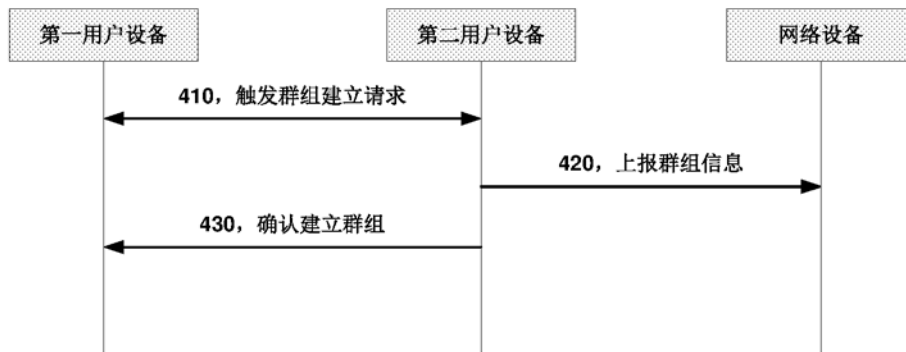 第一用户设备
第二用户设备
网络设备
410，触发群组建立请求
420，上报群组信息
430，确认建立群组